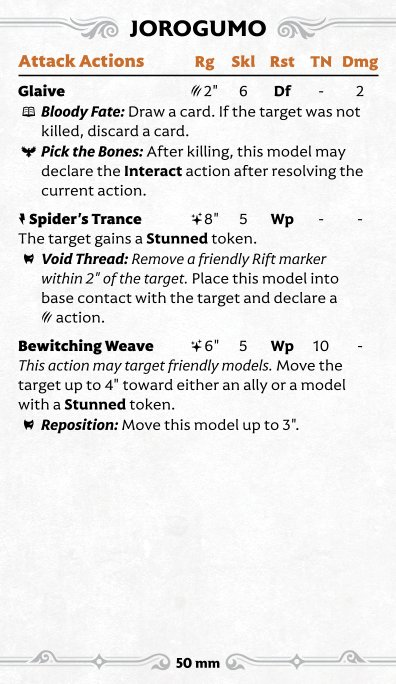 JOROGUMO
Attack Actions Rg Skl Rst TN Dmg
Glaive 2" 6 Df - 2
Bloody Fate: Draw a card. If the target was not
killed, discard a card.
Pick the Bones: After killing, this model may
declare the Interact action after resolving the
current action.
Spider's Trance 8" 5 Wp - -
The target gains a Stunned token.
Void Thread: Remove a friendly Rift marker
within 2" of the target. Place this model into
base contact with the target and declare a
action.
Bewitching Weave 6" 5 Wp 10 -
This action may target friendly models. Move the
target up to 4" toward either an ally or a model
with a Stunned token.
Reposition: Move this model up to 3".
50 mm